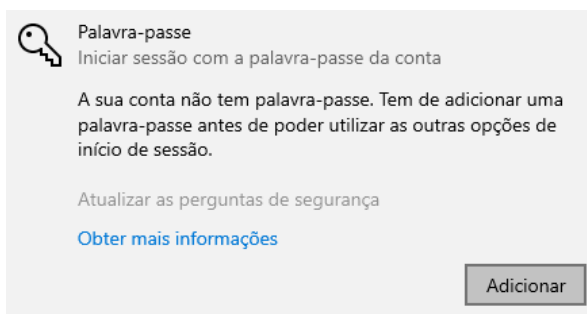 Palavra-passe
Iniciar sessão com a palavra-passe da conta
A sua conta não tem palavra-passe. Tem de adicionar uma
palavra-passe antes de poder utilizar as outras opções de
início de sessão.
Atualizar as perguntas de segurança
Obter mais informações
Adicionar